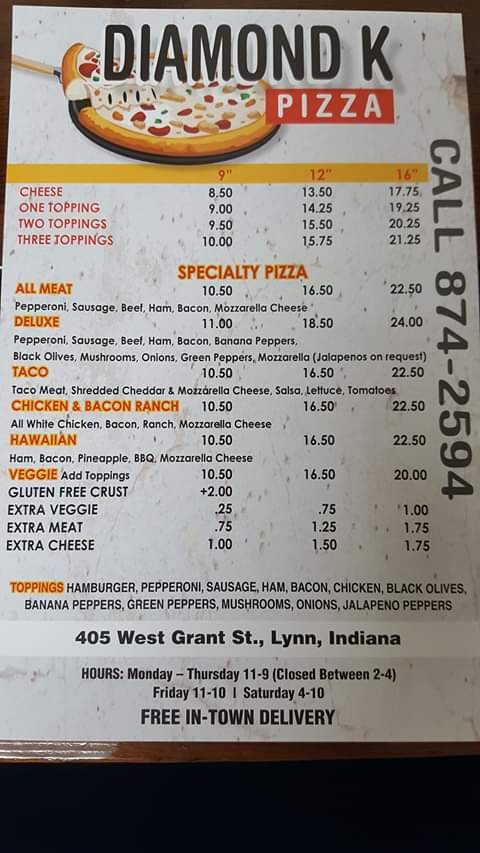 DIAMOND K
PIZZA
CALL 874-2594
9" 12" 16"
CHEESE 8.50 13.50 17.75
ONE TOPPING 9.00 14.25 19.25
TWO TOPPINGS 9.50 15.50 20.25
THREE TOPPINGS 10.00 15.75 21.25
SPECIALTY PIZZA
ALL MEAT 10.50 16.50 22.50
Pepperoni, Sausage, Beef, Ham, Bacon, Mozzarella Cheese
DELUXE 11.00 18.50 24.00
Pepperoni, Sausage, Beef, Ham, Bacon, Banana Peppers,
Black Olives, Mushrooms, Onions, Green Peppers, Mozzarella (Jalapenos on request)
TACO 10.50 16.50 22.50
Taco Meat, Shredded Cheddar & Mozzarella Cheese, Salsa, Lettuce, Tomatoes
CHICKEN & BACON RANCH 10.50 16.50 22.50
All White Chicken, Bacon, Ranch, Mozzarella Cheese
HAWAIIAN 10.50 16.50 22.50
Ham, Bacon, Pineapple, BBQ, Mozzarella Cheese
VEGGIE Add Toppings 10.50 16.50 20.00
GLUTEN FREE CRUST +2.00
EXTRA VEGGIE .25 .75 1.00
EXTRA MEAT .75 1.25 1.75
EXTRA CHEESE 1.00 1.50 1.75
TOPPINGS HAMBURGER, PEPPERONI, SAUSAGE, HAM, BACON, CHICKEN, BLACK OLIVES,
BANANA PEPPERS, GREEN PEPPERS, MUSHROOMS, ONIONS, JALAPENO PEPPERS
405 West Grant St., Lynn, Indiana
HOURS: Monday – Thursday 11-9 (Closed Between 2-4)
Friday 11-10 | Saturday 4-10
FREE IN-TOWN DELIVERY